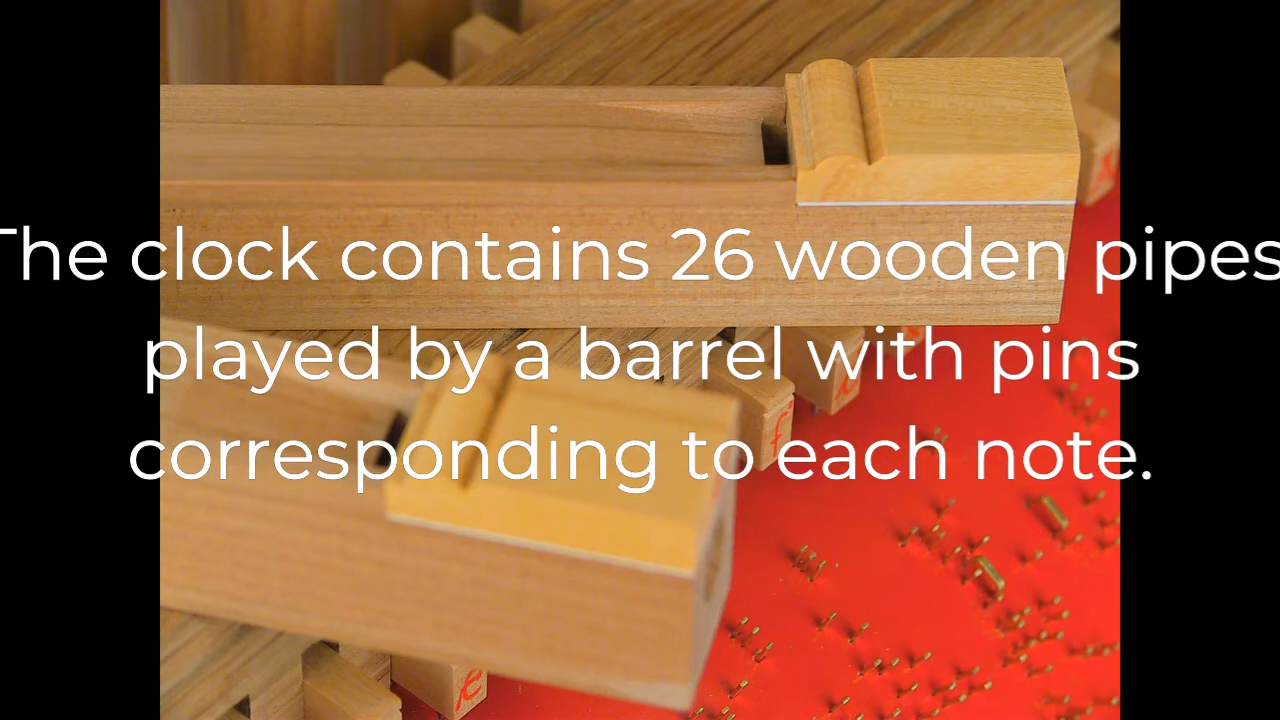 The clock contains 26 wooden pipes
played by a barrel with pins
corresponding to each note.